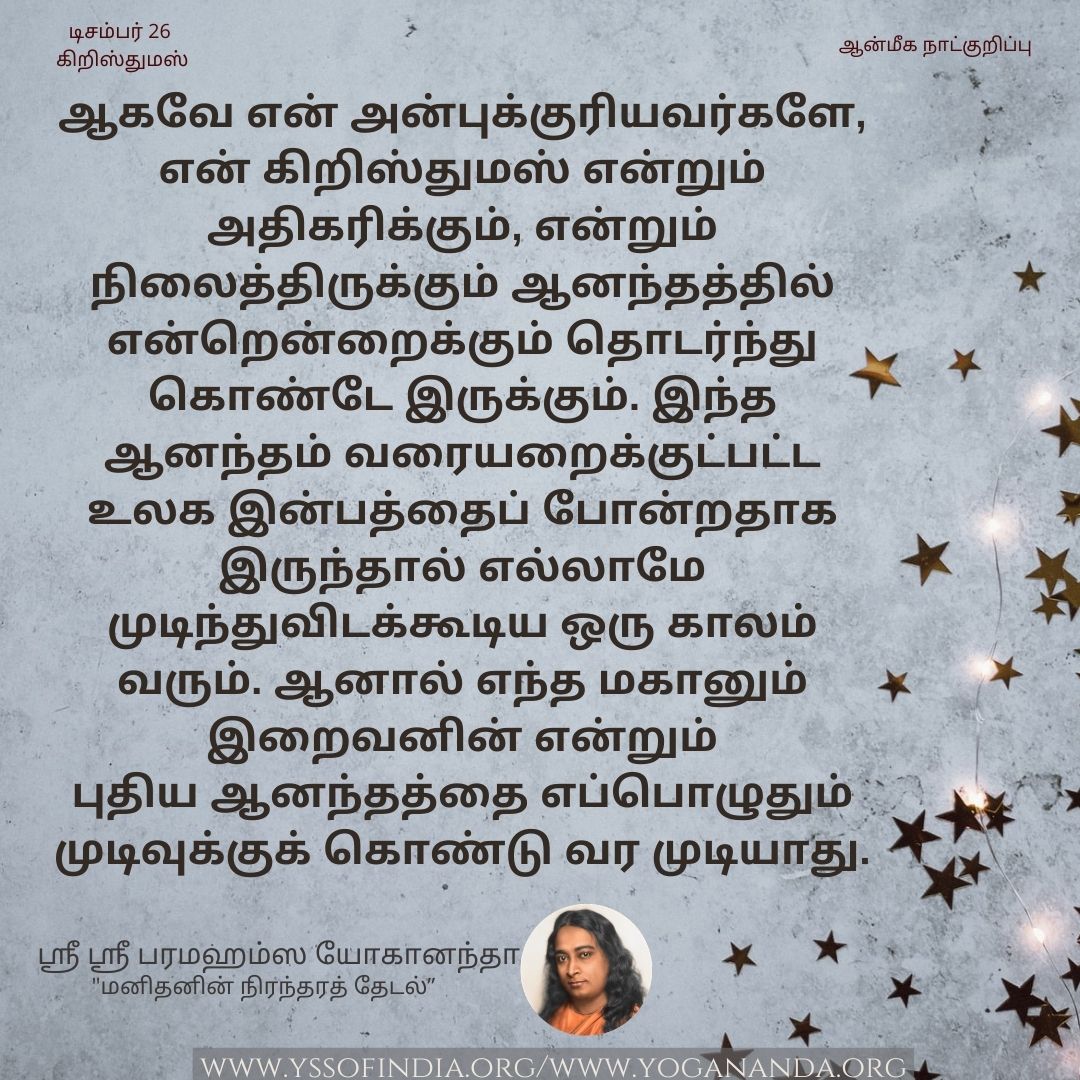 டிசம்பர் 26
கிறிஸ்துமஸ்
ஆன்மீக நாட்குறிப்பு
ஆகவே என் அன்புக்குரியவர்களே,
என் கிறிஸ்துமஸ் என்றும்
அதிகரிக்கும், என்றும்
நிலைத்திருக்கும் ஆனந்தத்தில்
என்றென்றைக்கும் தொடர்ந்து
கொண்டே இருக்கும். இந்த
ஆனந்தம் வரையறைக்குட்பட்ட
உலக இன்பத்தைப் போன்றதாக
இருந்தால் எல்லாமே
முடிந்துவிடக்கூடிய ஒரு காலம்
வரும். ஆனால் எந்த மகானும்
இறைவனின் என்றும்
புதிய ஆனந்தத்தை எப்பொழுதும்
முடிவுக்குக் கொண்டு வர முடியாது.
ஸ்ரீ ஸ்ரீ பரமஹம்ஸ யோகானந்தா
"மனிதனின் நிரந்தரத் தேடல்”
WWW.YSSOFINDIA.ORG/WWW.YOGANANDA.ORG